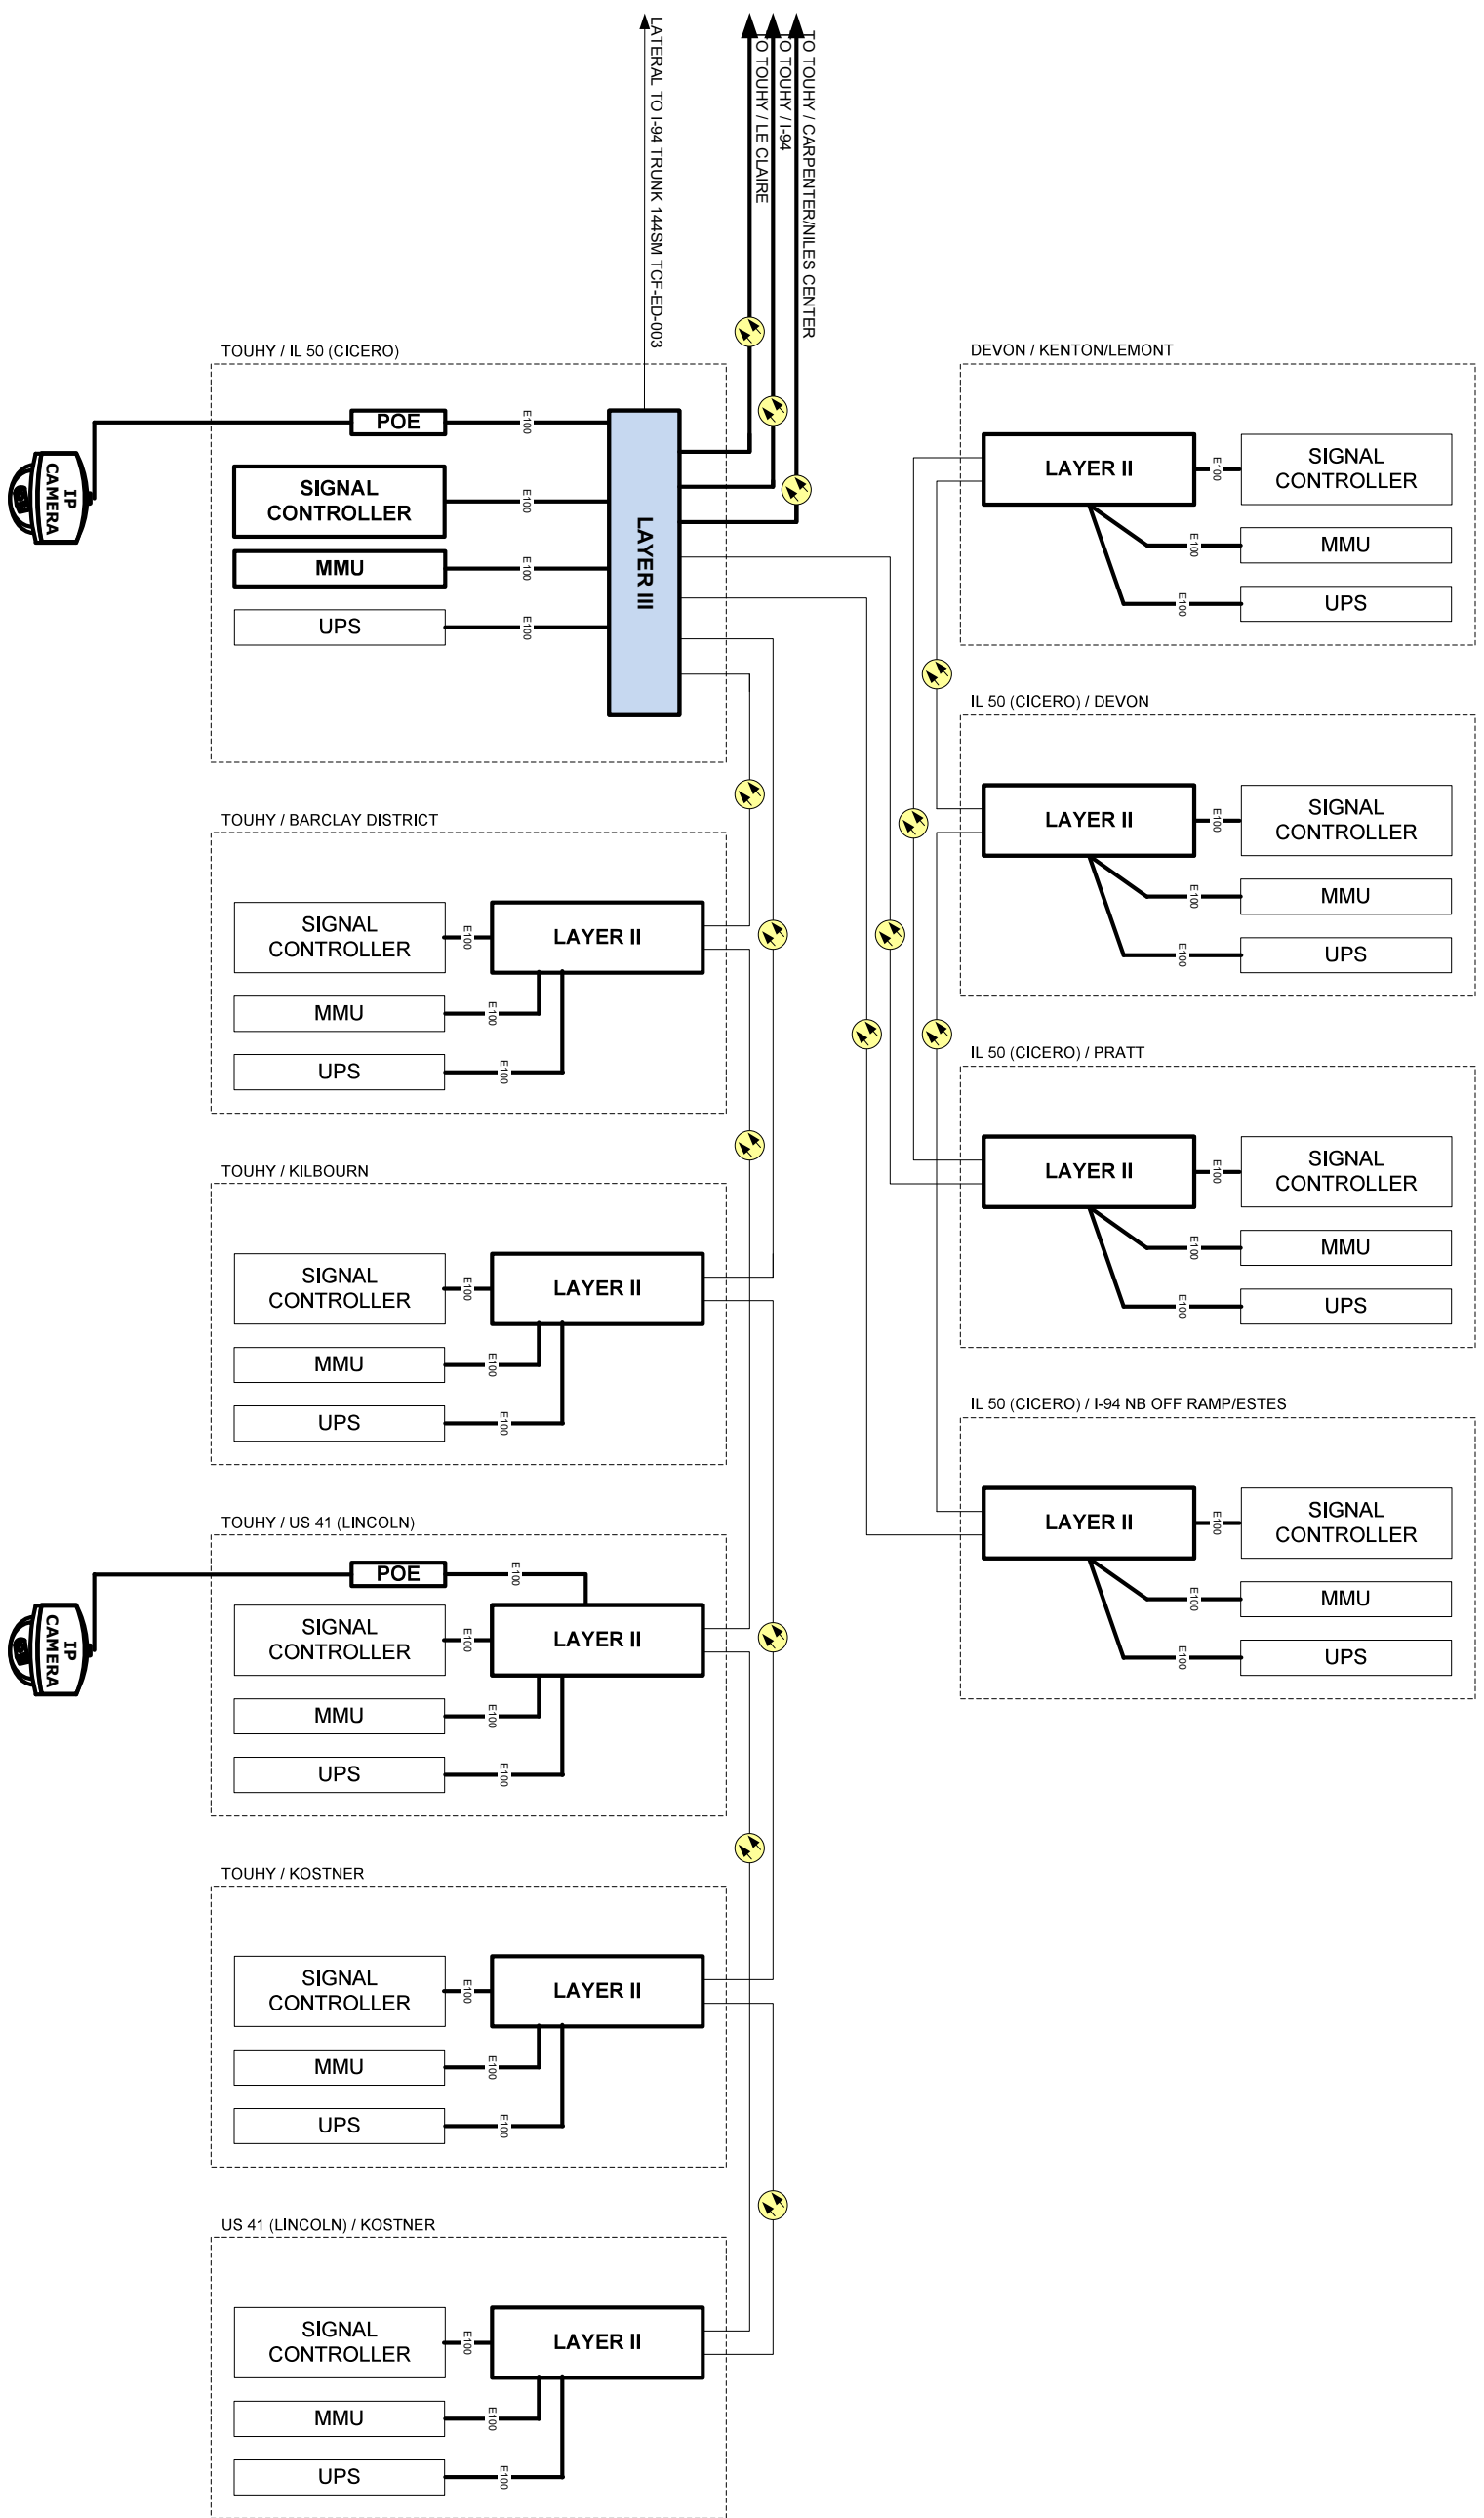 LATERAL TO I-94 TRUNK 144SM TCF-ED-003
TO TOUHY / LE CLAIRE
TO TOUHY / I-94
TO TOUHY / CARPENTER/NILES CENTER
TOUHY / IL 50 (CICERO)
POE
E100
SIGNAL
CONTROLLER
E100
MMU
E100
UPS
E100
LAYER III
IP
CAMERA
TOUHY / BARCLAY DISTRICT
SIGNAL
CONTROLLER
E100
LAYER II
MMU
E100
UPS
E100
TOUHY / KILBOURN
SIGNAL
CONTROLLER
E100
LAYER II
MMU
E100
UPS
E100
TOUHY / US 41 (LINCOLN)
POE
E100
SIGNAL
CONTROLLER
E100
LAYER II
MMU
E100
UPS
E100
IP
CAMERA
TOUHY / KOSTNER
SIGNAL
CONTROLLER
E100
LAYER II
MMU
E100
UPS
E100
US 41 (LINCOLN) / KOSTNER
SIGNAL
CONTROLLER
E100
LAYER II
MMU
E100
UPS
E100
DEVON / KENTON/LEMONT
LAYER II
E100
SIGNAL
CONTROLLER
E100
MMU
E100
UPS
IL 50 (CICERO) / DEVON
LAYER II
E100
SIGNAL
CONTROLLER
E100
MMU
E100
UPS
IL 50 (CICERO) / PRATT
LAYER II
E100
SIGNAL
CONTROLLER
E100
MMU
E100
UPS
IL 50 (CICERO) / I-94 NB OFF RAMP/ESTES
LAYER II
E100
SIGNAL
CONTROLLER
E100
MMU
E100
UPS